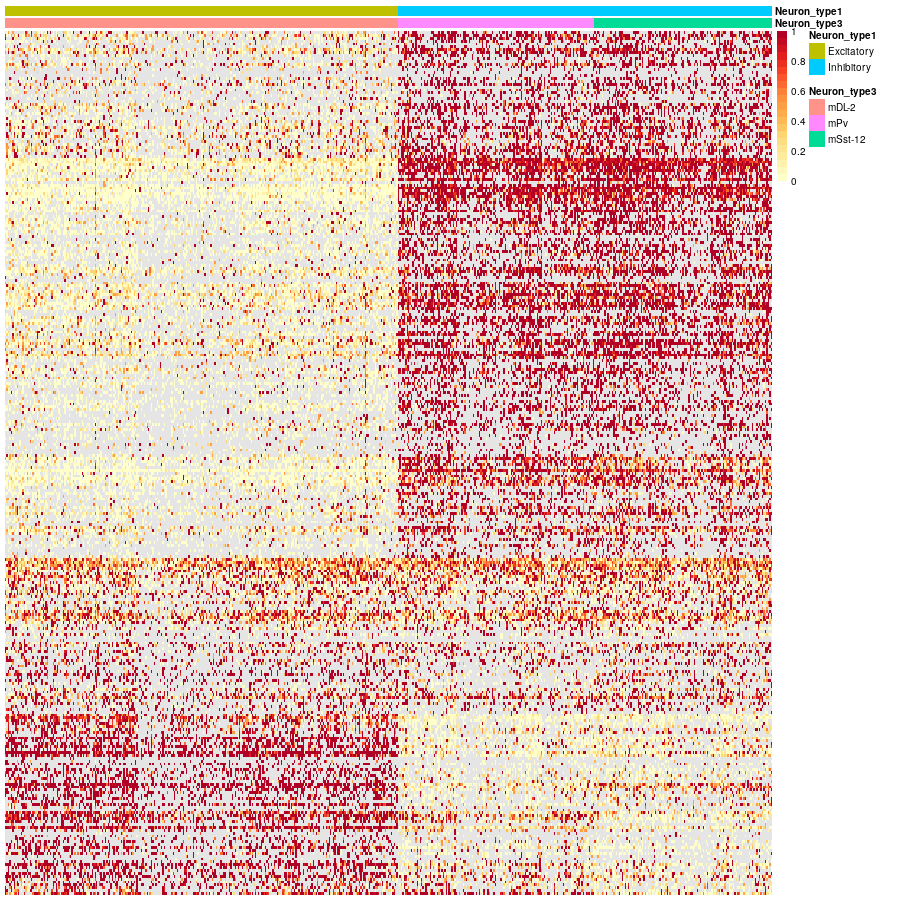 Neuron_type1
Neuron_type3
1
0.8
0.6
0.4
0.2
0
Neuron_type1
Excitatory
Inhibitory
Neuron_type3
mDL-2
mPv
mSst-12